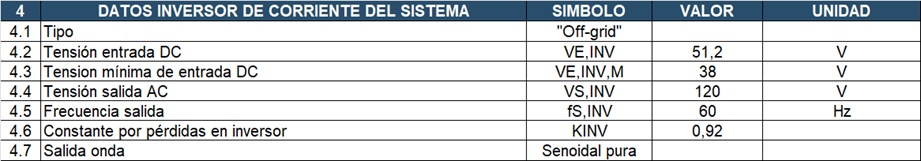 4 DATOS INVERSOR DE CORRIENTE DEL SISTEMA SIMBOLO VALOR UNIDAD
4.1 Tipo "Off-grid"
4.2 Tensión entrada DC VE,INV 51,2 V
4.3 Tension mínima de entrada DC VE,INV,M 38 V
4.4 Tensión salida AC VS,INV 120 V
4.5 Frecuencia salida fS,INV 60 Hz
4.6 Constante por pérdidas en inversor KINV 0,92
4.7 Salida onda Senoidal pura